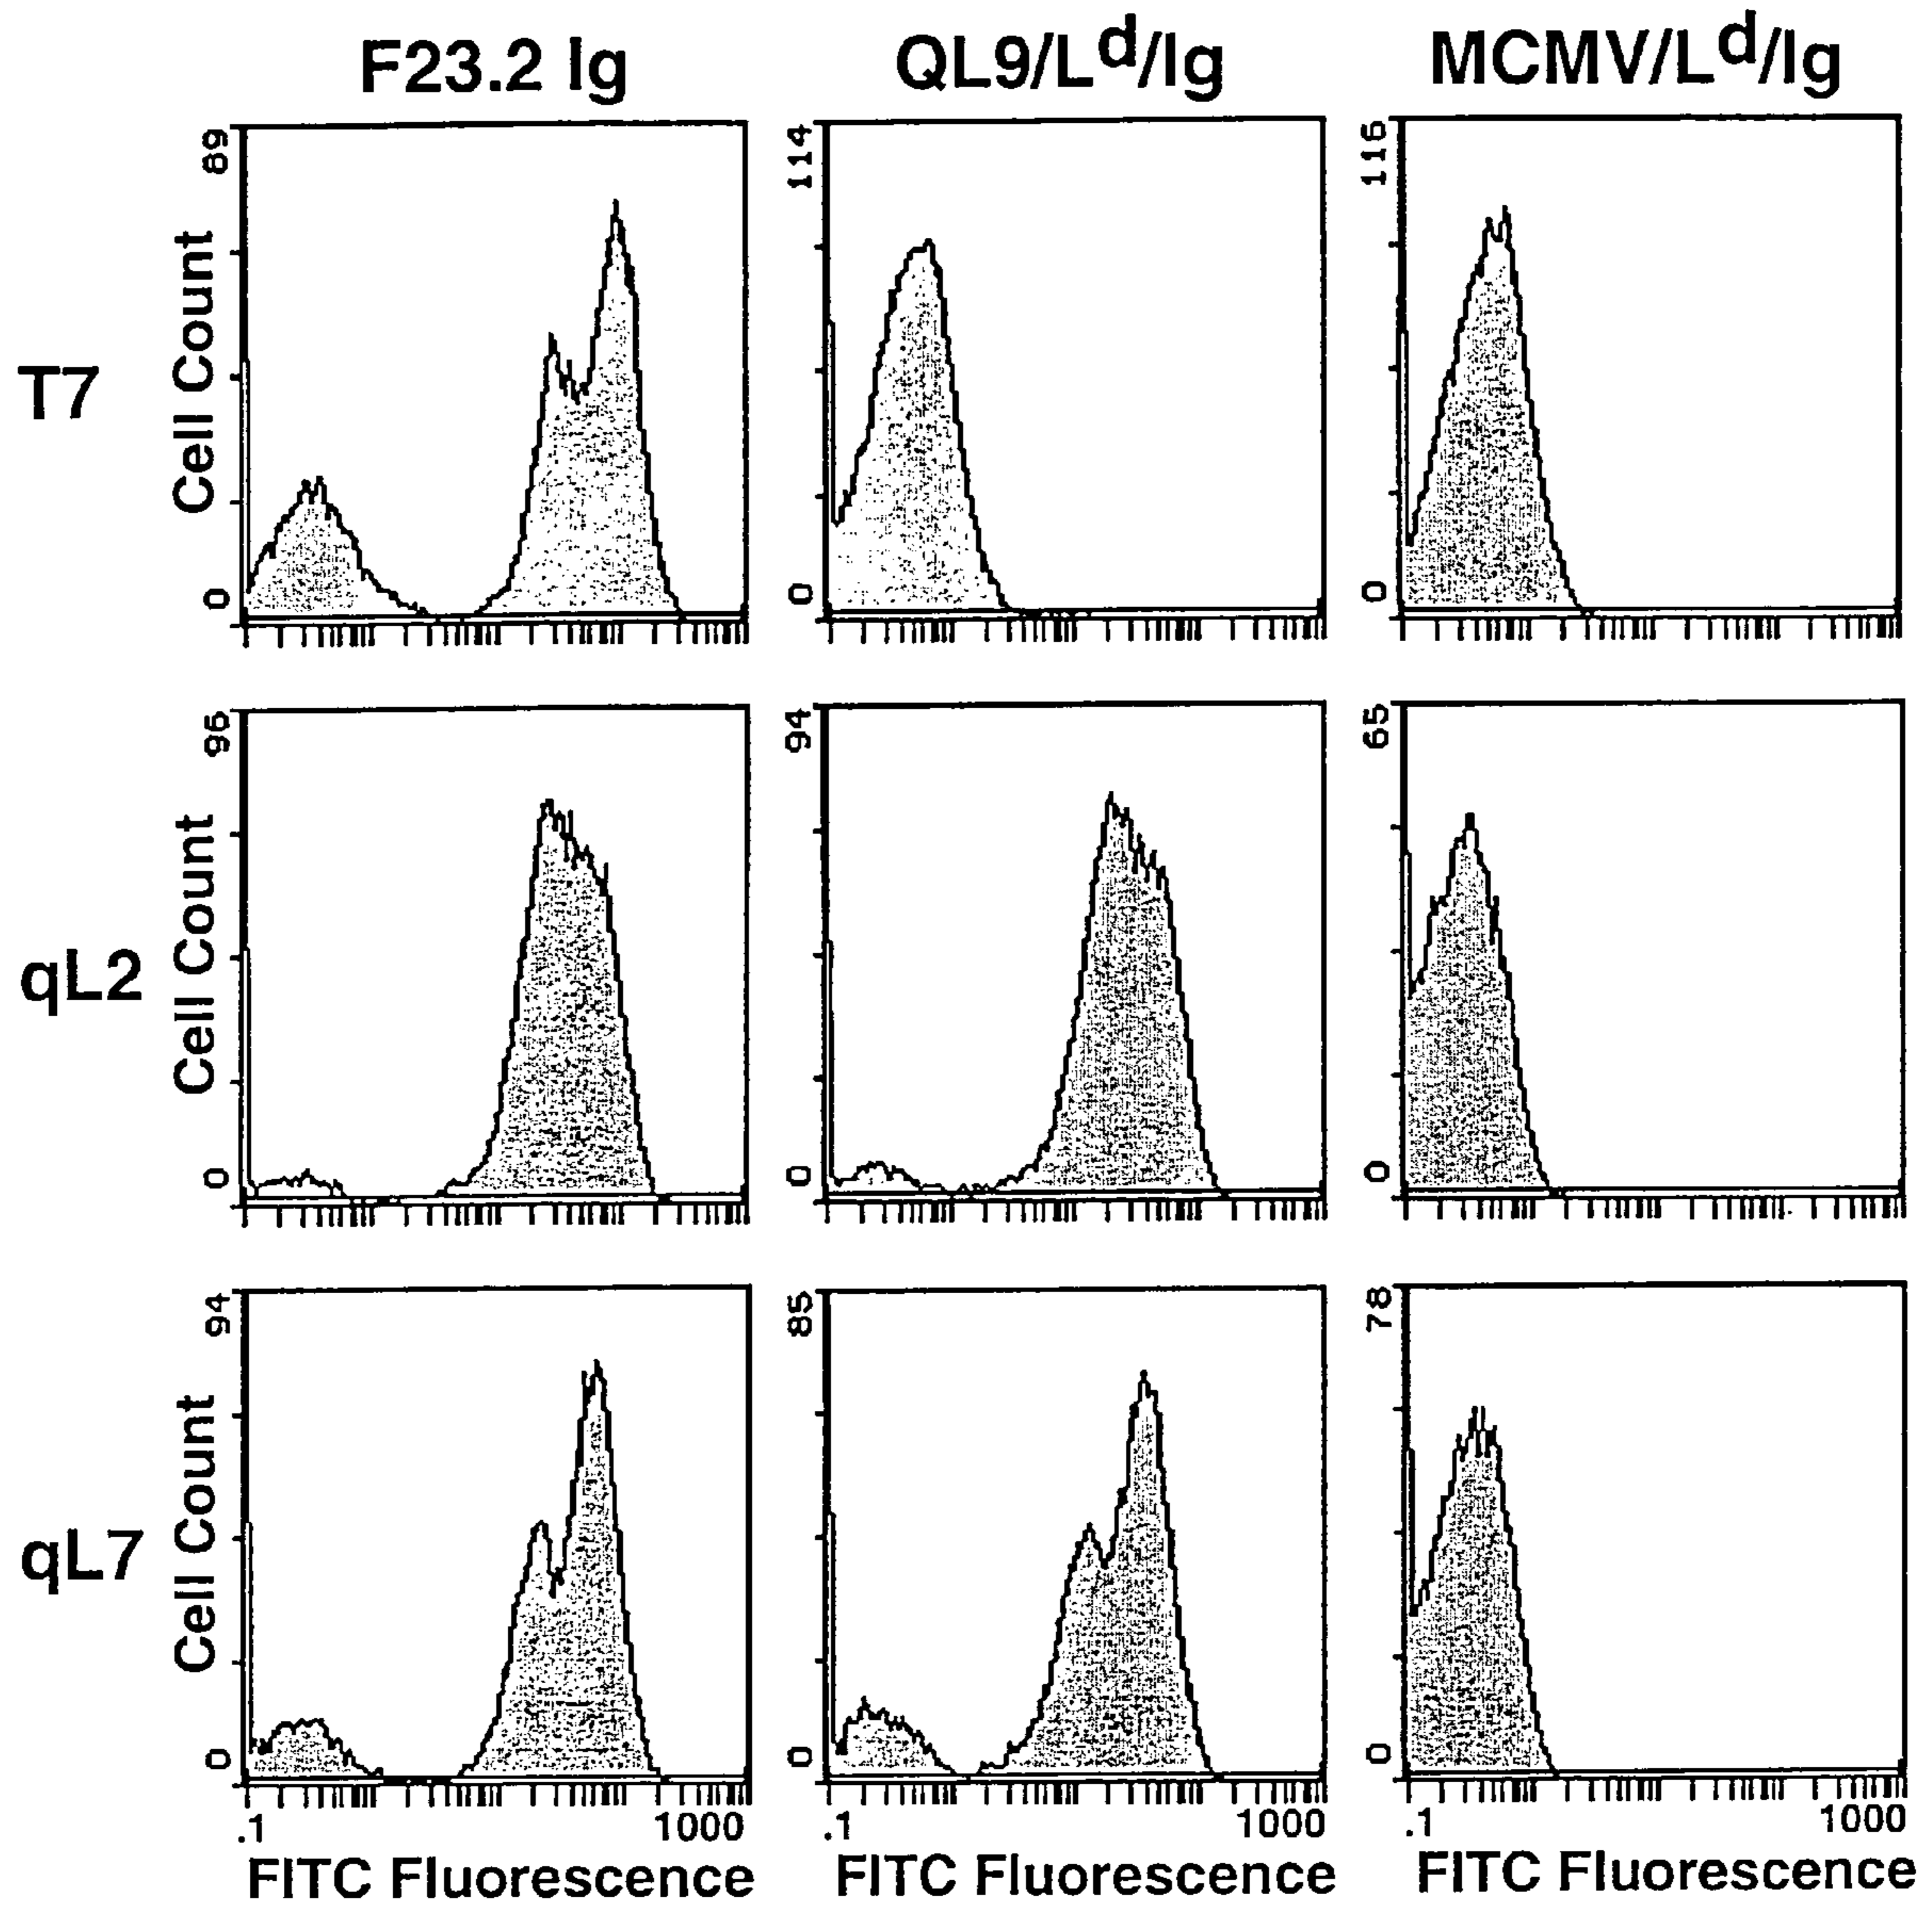 F23.2 Ig QL9/Ld/Ig MCMV/Ld/Ig
T7
Cell Count
89
0
114
0
116
0
qL2
Cell Count
96
0
94
0
65
0
qL7
Cell Count
94
0
85
0
78
0
.1 1000 .1 1000 .1 1000
FITC Fluorescence FITC Fluorescence FITC Fluorescence